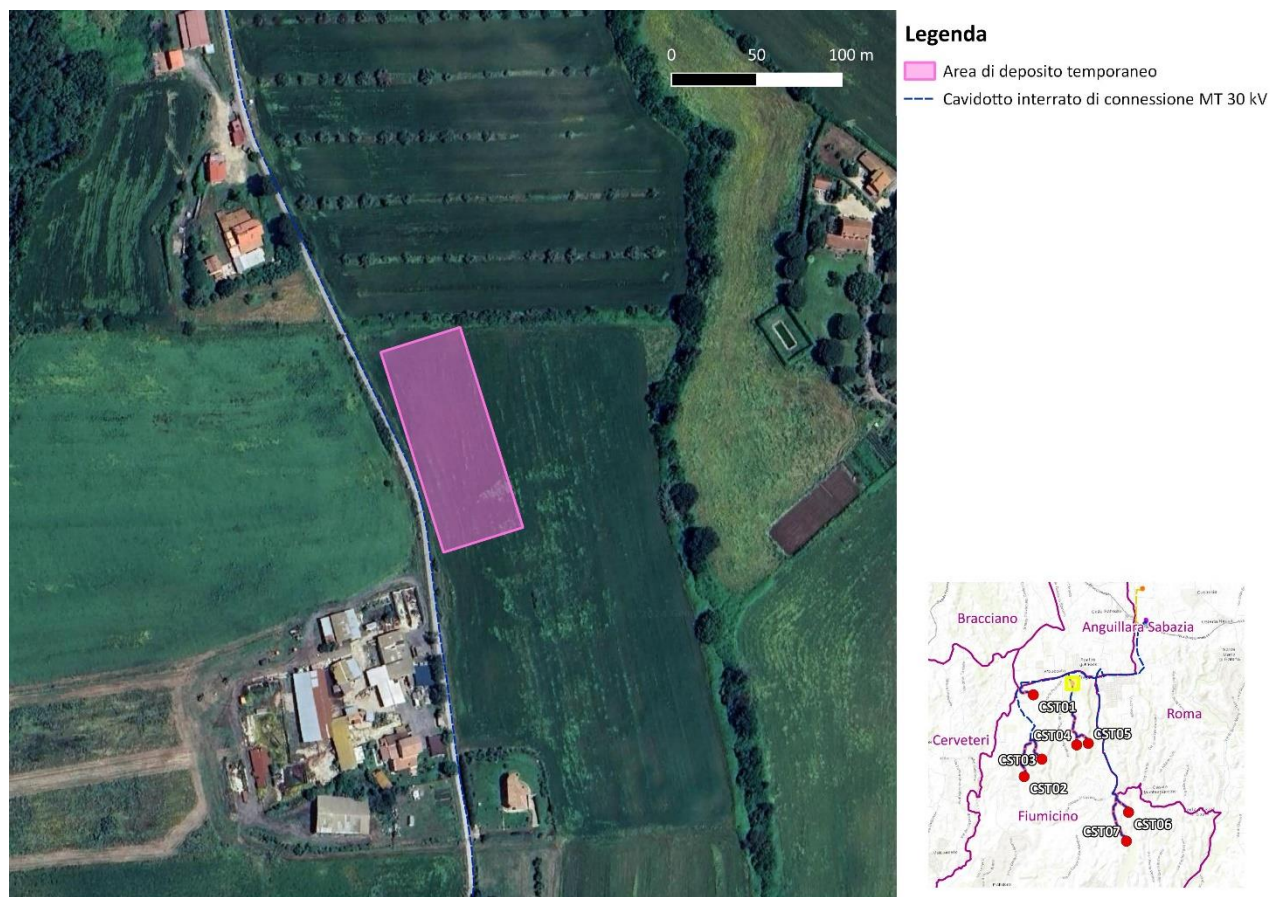 0 50 100 m
Legenda
Area di deposito temporaneo
Cavidotto interrato di connessione MT 30 kV
Bracciano
Anguillara Sabazia
CST01
Roma
CST04
CST05
Cerveteri
CST03
CST02
Fiumicino
CST06
CST07